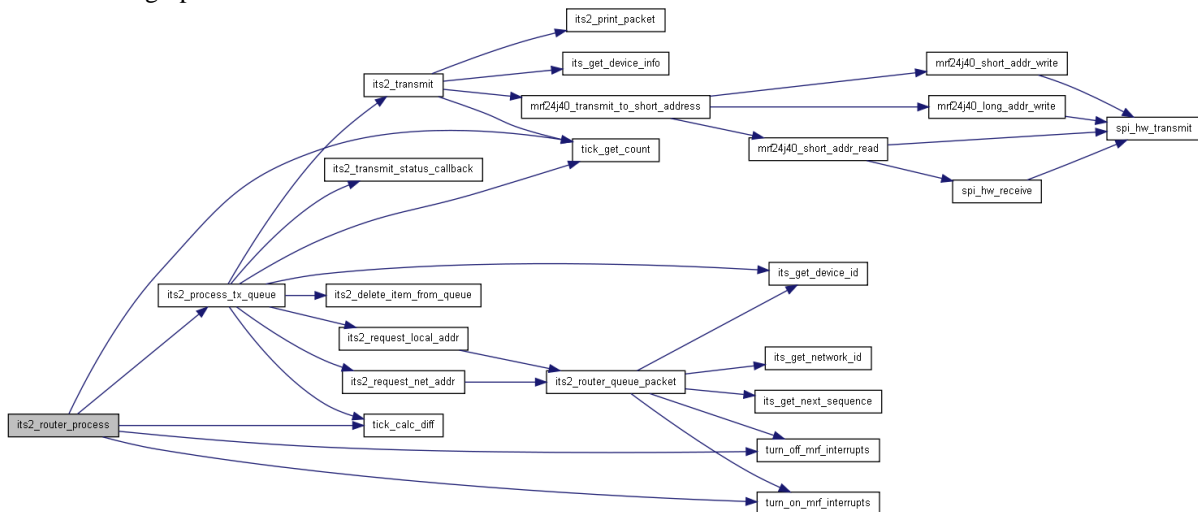 its2_print_packet
its_get_device_info
mrf24j40_short_addr_write
its2_transmit
mrf24j40_transmit_to_short_address
mrf24j40_long_addr_write
spi_hw_transmit
tick_get_count
mrf24j40_short_addr_read
its2_transmit_status_callback
spi_hw_receive
its_get_device_id
its2_process_tx_queue
its2_delete_item_from_queue
its2_request_local_addr
its_get_network_id
its2_request_net_addr
its2_router_queue_packet
its_get_next_sequence
its2_router_process
tick_calc_diff
turn_off_mrf_interrupts
turn_on_mrf_interrupts